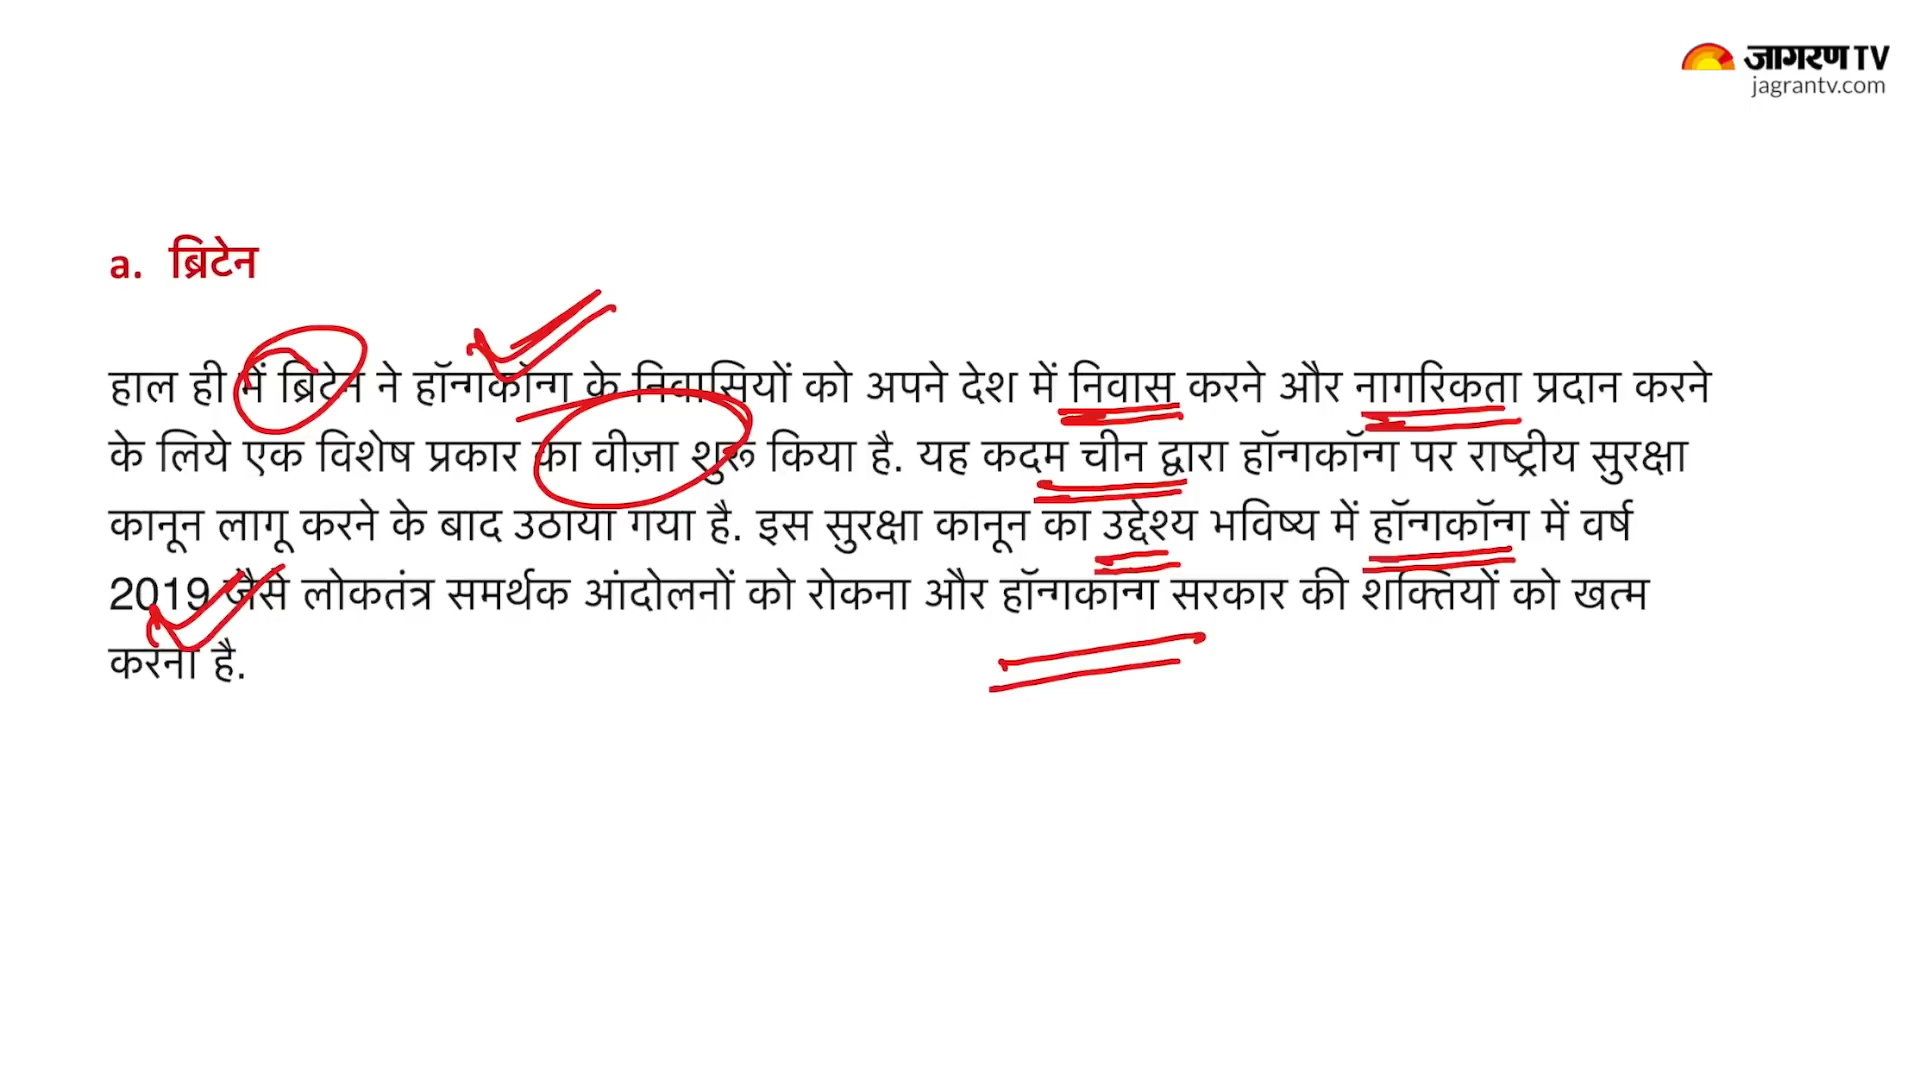 जागरण TV
jagrantv.com
a. ब्रिटेन
हाल ही में ब्रिटेन ने हॉन्गकॉन्ग के निवासियों को अपने देश में निवास करने और नागरिकता प्रदान करने
के लिये एक विशेष प्रकार का वीज़ा शुरू किया है. यह कदम चीन द्वारा हॉन्गकॉन्ग पर राष्ट्रीय सुरक्षा
कानून लागू करने के बाद उठाया गया है. इस सुरक्षा कानून का उद्देश्य भविष्य में हॉन्गकॉन्ग में वर्ष
2019 जैसे लोकतंत्र समर्थक आंदोलनों को रोकना और हॉन्गकॉन्ग सरकार की शक्तियों को खत्म
करना है.